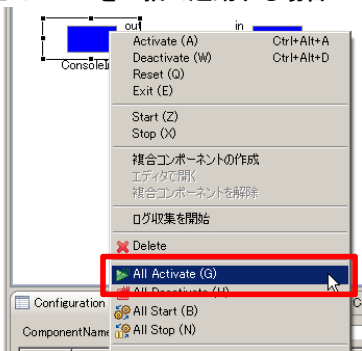 out in
Activate (A) Ctrl+Alt+A
ConsoleI
Deactivate (W) Ctrl+Alt+D
Reset (Q)
Exit (E)
Start (Z)
Stop (X)
複合コンポーネントの作成
エディタで開く
複合コンポーネントを解除
ログ収集を開始
Delete
All Activate (G)
All Deactivate (H)
Configuration
All Start (B)
ComponentName
All Stop (N)